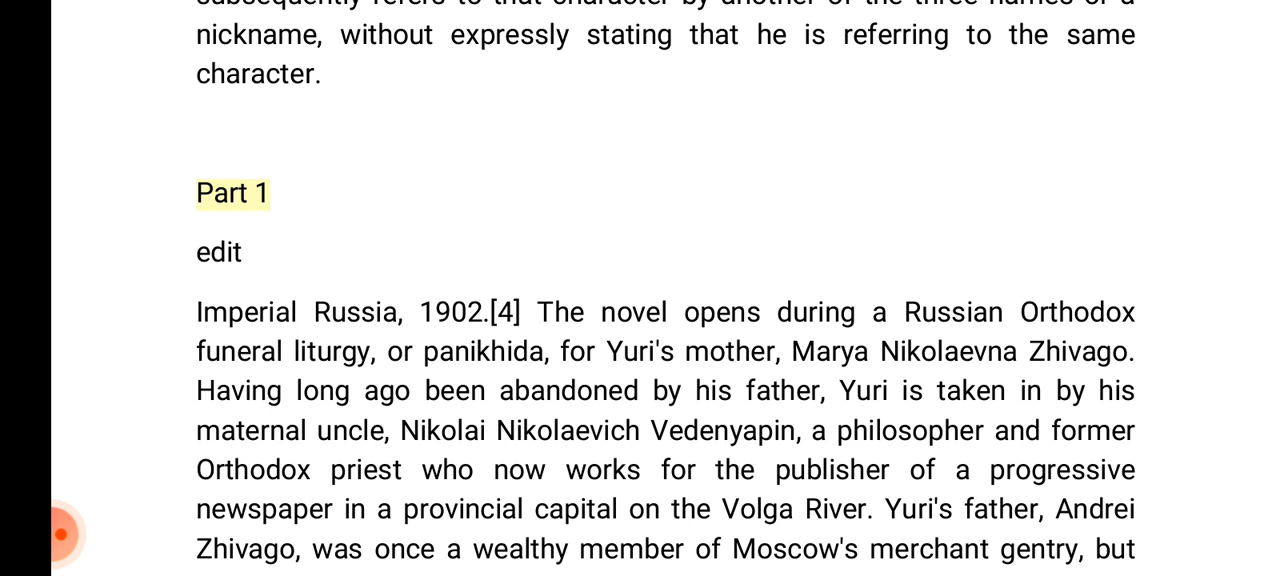 nickname, without expressly stating that he is referring to the same
character.
Part 1
edit
Imperial Russia, 1902.[4] The novel opens during a Russian Orthodox
funeral liturgy, or panikhida, for Yuri's mother, Marya Nikolaevna Zhivago.
Having long ago been abandoned by his father, Yuri is taken in by his
maternal uncle, Nikolai Nikolaevich Vedenyapin, a philosopher and former
Orthodox priest who now works for the publisher of a progressive
newspaper in a provincial capital on the Volga River. Yuri's father, Andrei
Zhivago, was once a wealthy member of Moscow's merchant gentry, but